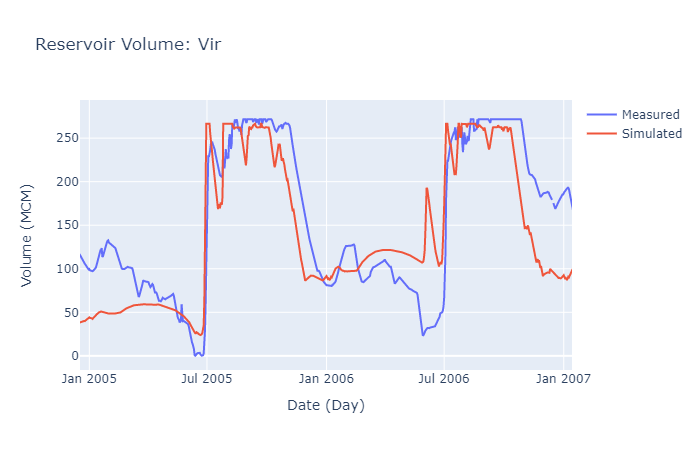 Reservoir Volume: Vir
Measured
Simulated
Volume (MCM)
250
200
150
100
50
0
Jan 2005
Jul 2005
Jan 2006
Jul 2006
Jan 2007
Date (Day)